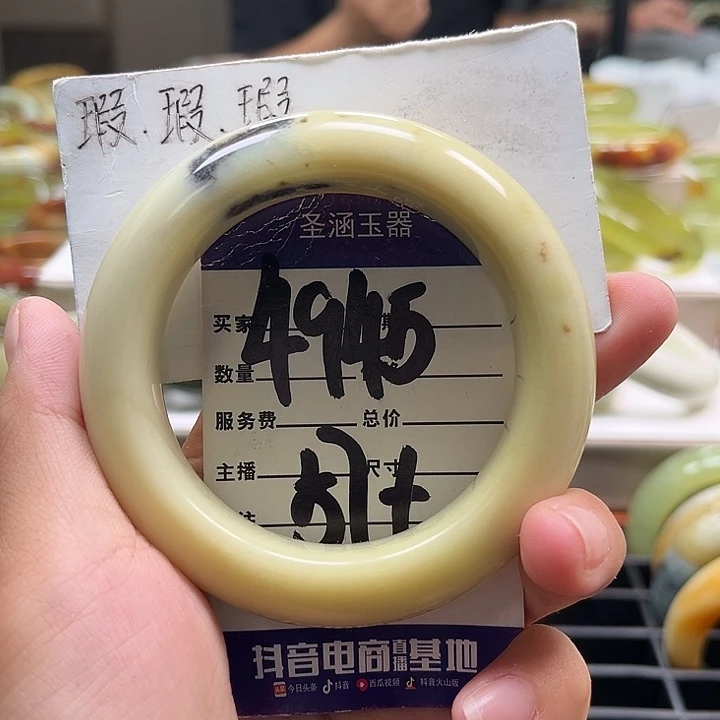 瑕.瑕.瑕
圣涵玉器
买家
4945
数量
服务费 总价
主播 尺寸
抖音电商直播基地
今日头条 抖音 西瓜视频 抖音火山版